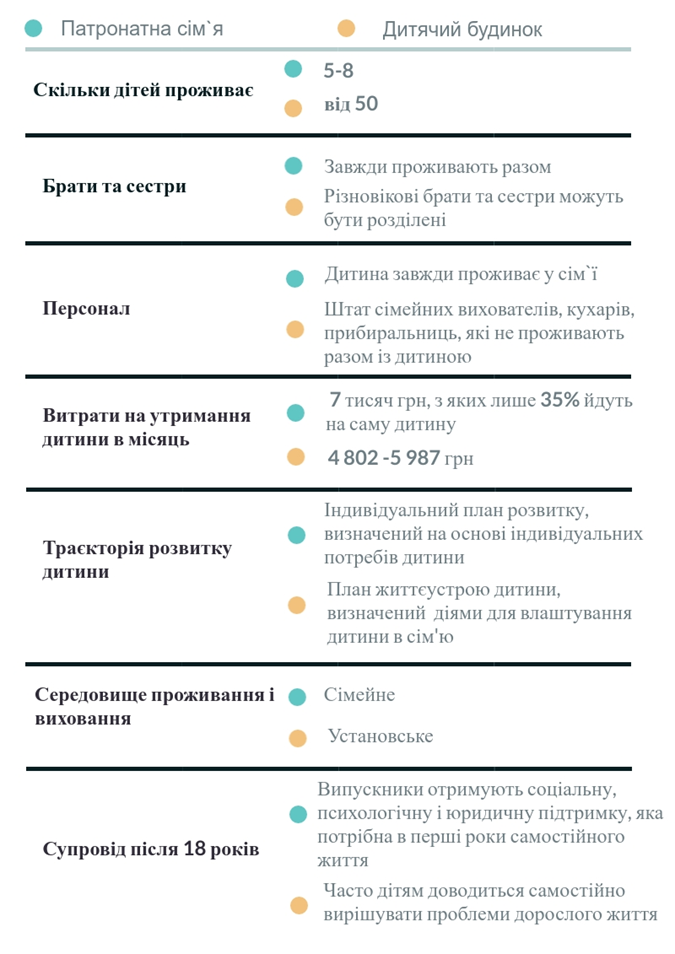 Патронатна сім`я
Дитячий будинок
Скільки дітей проживає
5-8
від 50
Брати та сестри
Завжди проживають разом
Різновікові брати та сестри можуть
бути розділені
Персонал
Дитина завжди проживає у сім`ї
Штат сімейних вихователів, кухарів,
прибиральниць, які не проживають
разом із дитиною
Витрати на утримання
дитини в місяць
7 тисяч грн, з яких лише 35% йдуть
на саму дитину
4 802 -5 987 грн
Траєкторія розвитку
дитини
Індивідуальний план розвитку,
визначений на основі індивідуальних
потребів дитини
План життєустрою дитини,
визначений діями для влаштування
дитини в сім'ю
Середовище проживання і
виховання
Сімейне
Установське
Супровід після 18 років
Випускники отримують соціальну,
психологічну і юридичну підтримку, яка
потрібна в перші роки самостійного
життя
Часто дітям доводиться самостійно
вирішувати проблеми дорослого життя